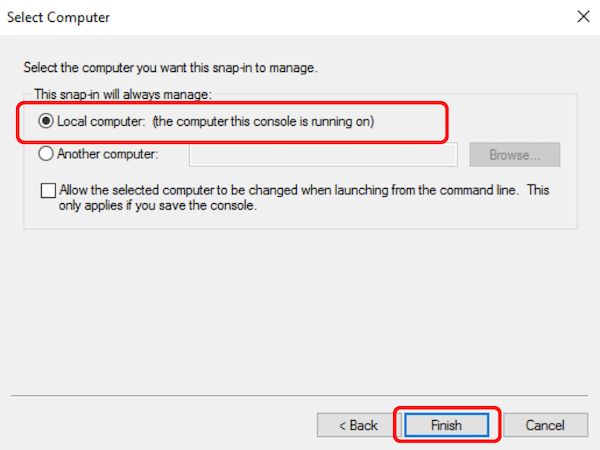 Select Computer
Select the computer you want this snap-in to manage.
This snap-in will always manage:
Local computer: (the computer this console is running on)
Another computer:
Browse...
Allow the selected computer to be changed when launching from the command line. This
only applies if you save the console.
< Back
Finish
Cancel